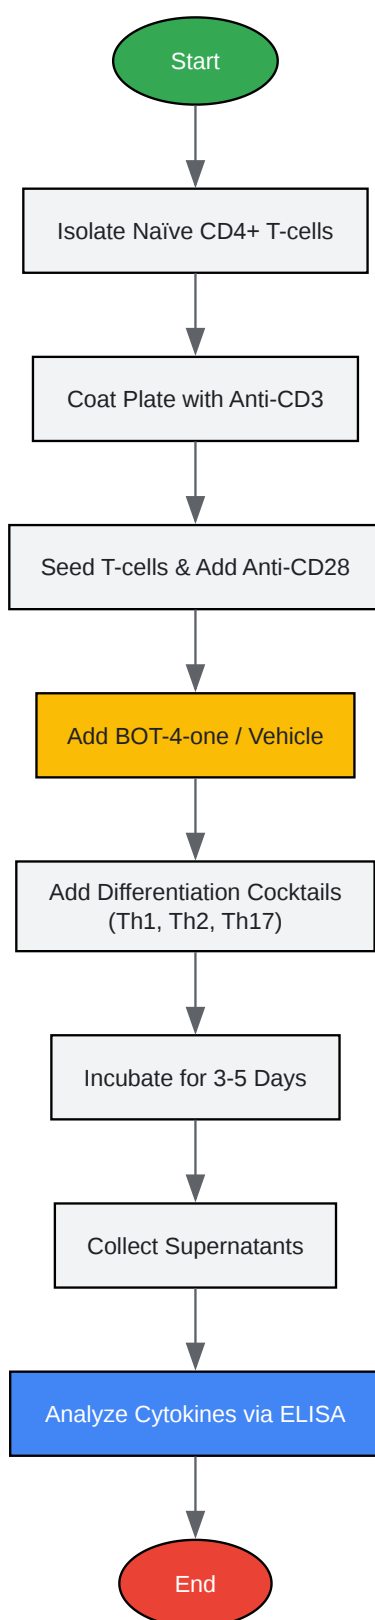 Start
Isolate Naïve CD4+ T-cells
Coat Plate with Anti-CD3
Seed T-cells & Add Anti-CD28
Add BOT-4-one / Vehicle
Add Differentiation Cocktails
(Th1, Th2, Th17)
Incubate for 3-5 Days
Collect Supernatants
Analyze Cytokines via ELISA
End